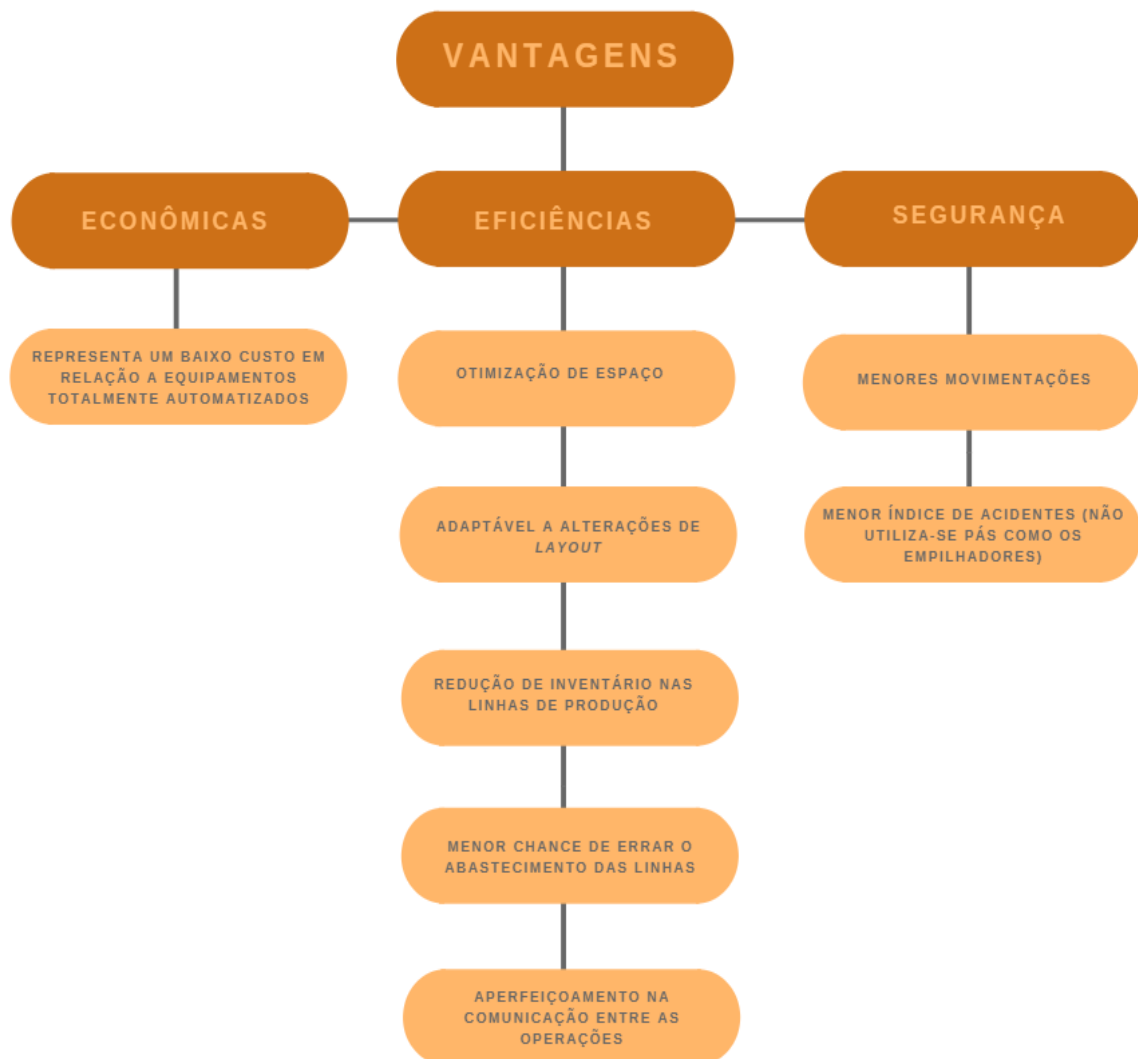 VANTAGENS
ECONÔMICAS
EFICIÊNCIAS
SEGURANÇA
REPRESENTA UM BAIXO CUSTO EM
RELAÇÃO A EQUIPAMENTOS
TOTALMENTE AUTOMATIZADOS
OTIMIZAÇÃO DE ESPAÇO
ADAPTÁVEL A ALTERAÇÕES DE
LAYOUT
REDUÇÃO DE INVENTÁRIO NAS
LINHAS DE PRODUÇÃO
MENOR CHANCE DE ERRAR O
ABASTECIMENTO DAS LINHAS
APERFEIÇOAMENTO NA
COMUNICAÇÃO ENTRE AS
OPERAÇÕES
MENORES MOVIMENTAÇÕES
MENOR ÍNDICE DE ACIDENTES (NÃO
UTILIZA-SE PÁS COMO OS
EMPILHADORES)